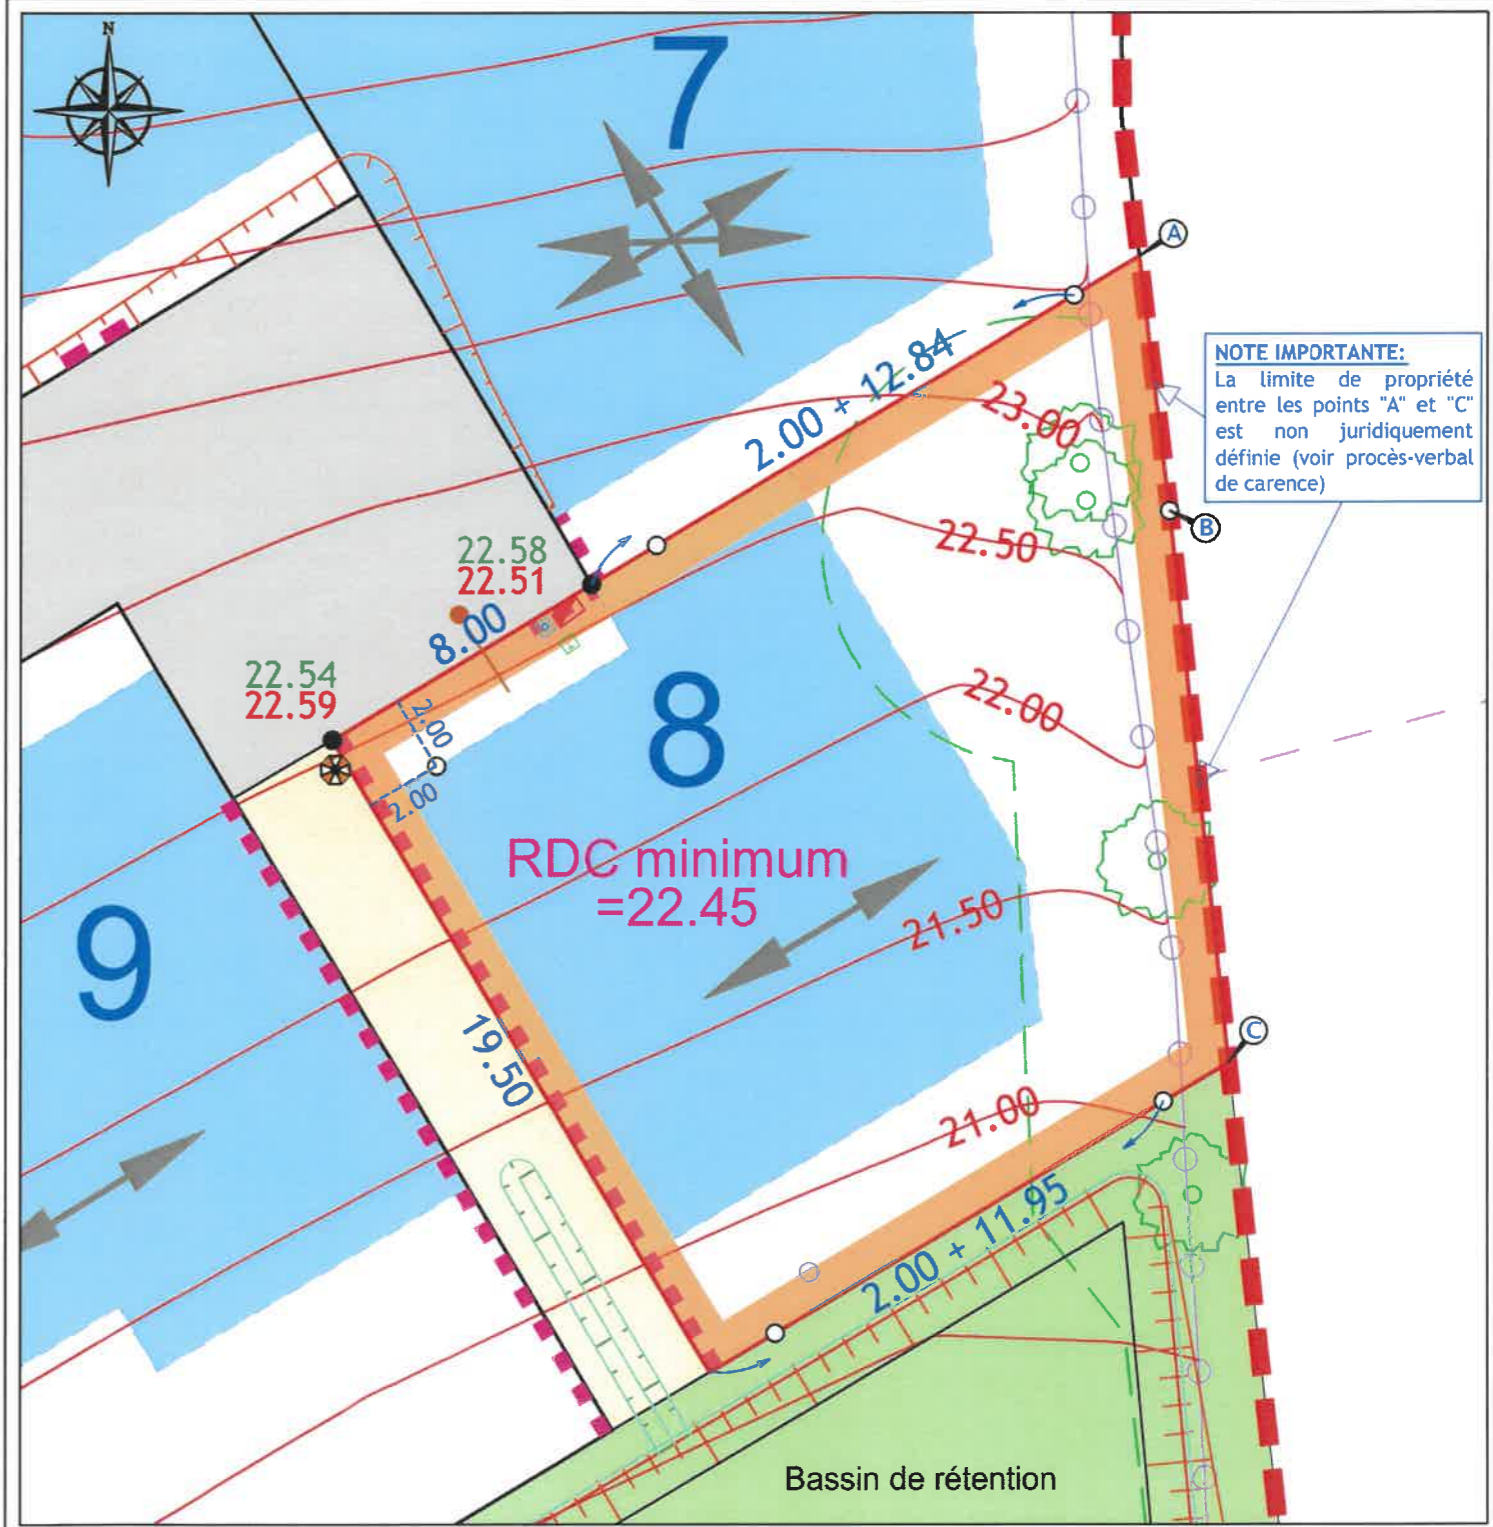 N
7
A
2.00 + 12.84
NOTE IMPORTANTE:
La limite de propriété
entre les points "A" et "C"
est non juridiquement
définie (voir procès-verbal
de carence)
23.00
B
22.50
22.58
22.51
8.00
22.54
22.59
2.00
2.00
8
22.00
RDC minimum
=22.45
21.50
9
19.50
C
21.00
2.00 + 11.95
Bassin de rétention